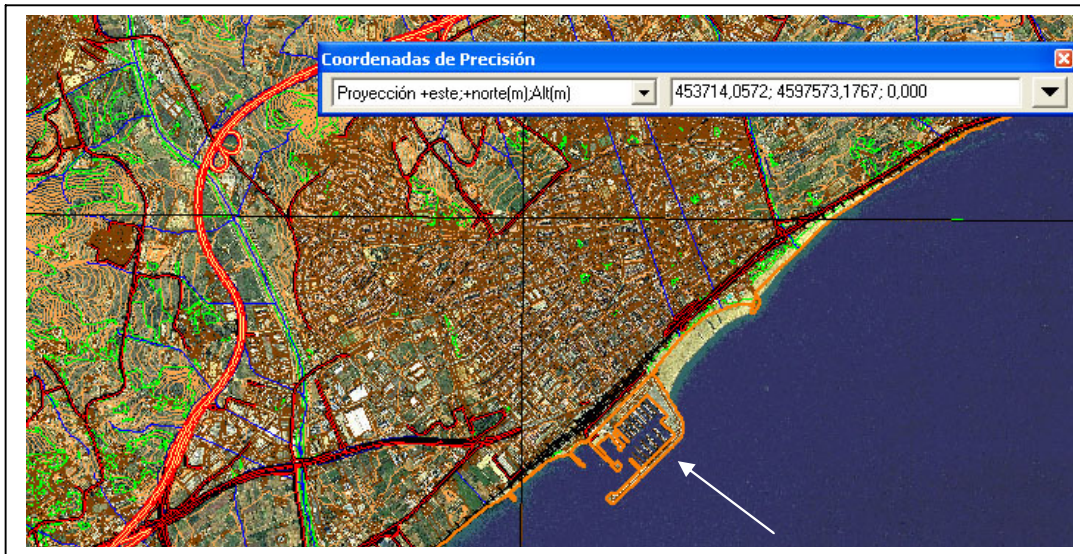 Coordenadas de Precisión
Proyección +este;+norte(m);Alt(m)
453714,0572; 4597573,1767; 0,000